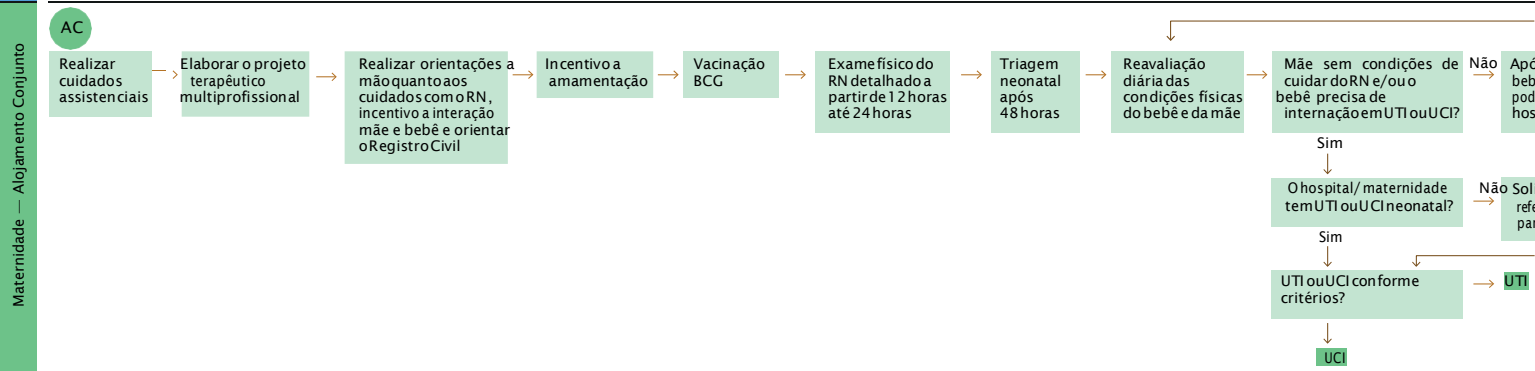 Maternidade — Alojamento Conjunto
AC
Realizar
cuidados
assistenciais
Elaborar o projeto
terapêutico
multiprofissional
Realizar orientações a
mão quanto aos
cuidados com o RN,
incentivo a interação
mãe e bebê e orientar
o Registro Civil
Incentivo a
amamentação
Vacinação
BCG
Exame físico do
RN detalhado a
partir de 12 horas
até 24 horas
Triagem
neonatal
após
48 horas
Reavaliação
diária das
condições físicas
do bebê e da mãe
Mãe sem condições de
cuidar do RN e/ou o
bebê precisa de
internação em UTI ou UCI?
Não
Sim
O hospital/ maternidade
tem UTI ou UCI neonatal?
Não
Sim
UTI ou UCI conforme
critérios?
UTI
UCI